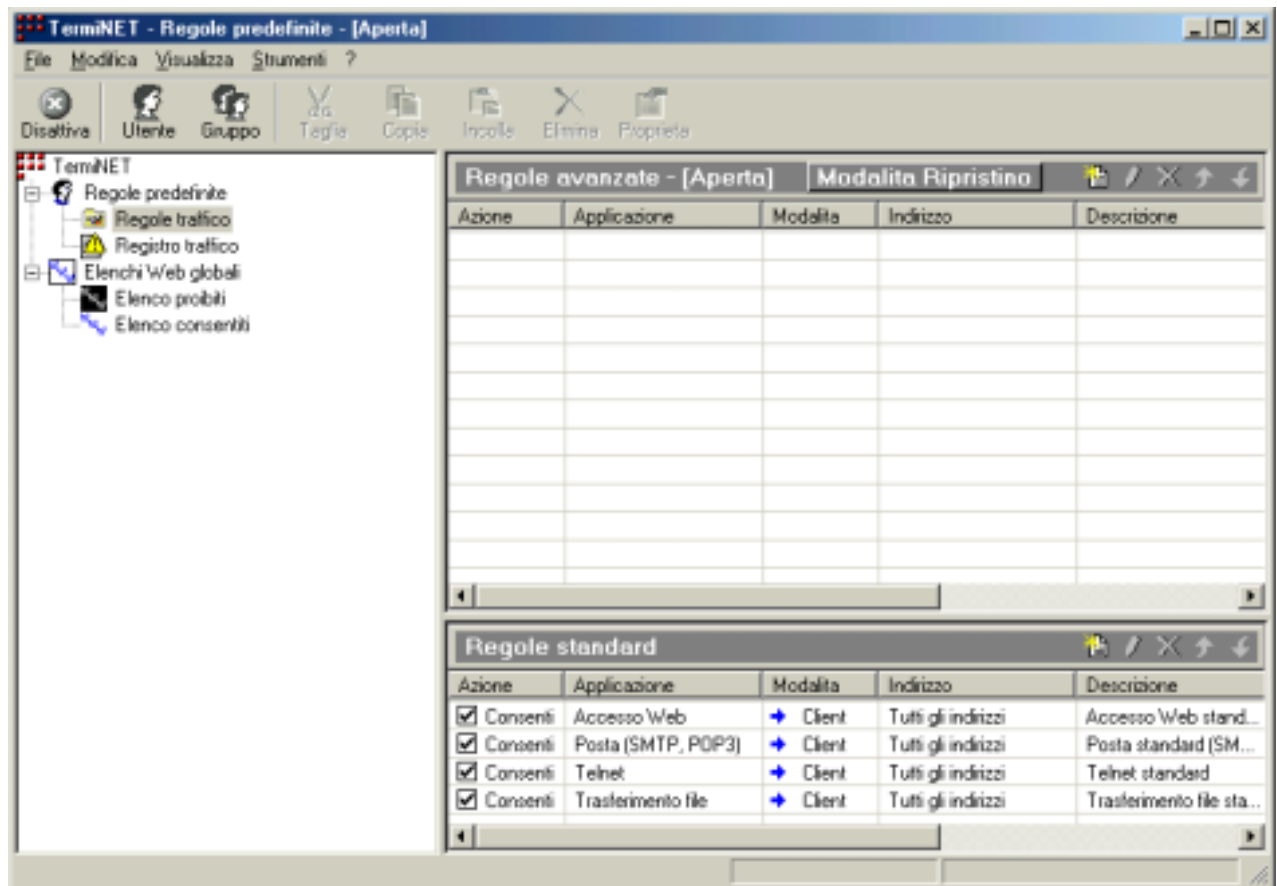 TermiNET - Regole predefinite - [Aperta]
File Modifica Visualizza Strumenti ?
Disattiva Utente Gruppo Taglia Copia Incolla Elimina Proprieta
TermiNET
Regole predefinite
Regole traffico
Registro traffico
Elenchi Web globali
Elenco proibiti
Elenco consentiti
Regole avanzate - [Aperta] Modalita Ripristino
Azione Applicazione Modalita Indirizzo Descrizione
Regole standard
Azione Applicazione Modalita Indirizzo Descrizione
Consenti Accesso Web Client Tutti gli indirizzi Accesso Web stand...
Consenti Posta (SMTP, POP3) Client Tutti gli indirizzi Posta standard (SM...
Consenti Telnet Client Tutti gli indirizzi Telnet standard
Consenti Trasferimento file Client Tutti gli indirizzi Trasferimento file sta...